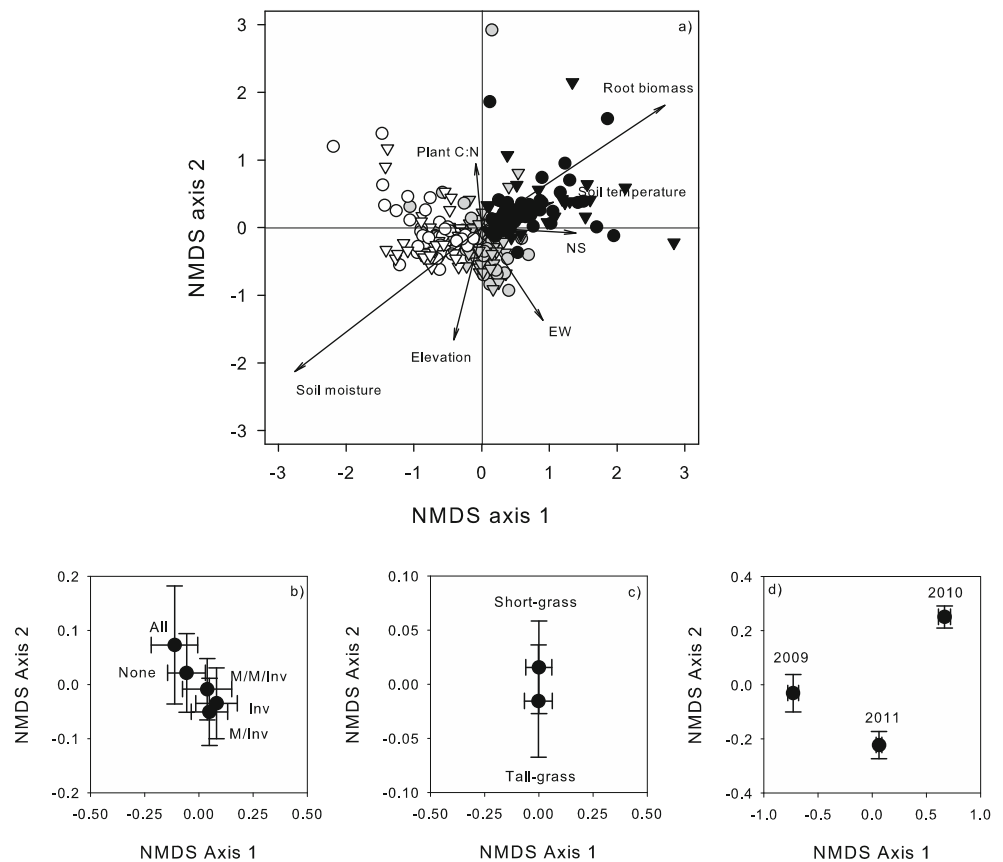 a)
3
2
1
0
-1
-2
-3
NMDS axis 2
Root biomass
Plant C:N
Soil temperature
NS
EW
Elevation
Soil moisture
-3 -2 -1 0 1 2 3
NMDS axis 1
b)
0.2
0.1
0.0
-0.1
-0.2
NMDS Axis 2
All
None
M/M/Inv
Inv
M/Inv
-0.50 -0.25 0.00 0.25 0.50
NMDS Axis 1
c)
0.10
0.05
0.00
-0.05
-0.10
NMDS Axis 2
Short-grass
Tall-grass
-0.50 -0.25 0.00 0.25 0.50
NMDS Axis 1
d)
0.4
0.2
0.0
-0.2
-0.4
NMDS Axis 2
2010
2009
2011
-1.0 -0.5 0.0 0.5 1.0
NMDS Axis 1